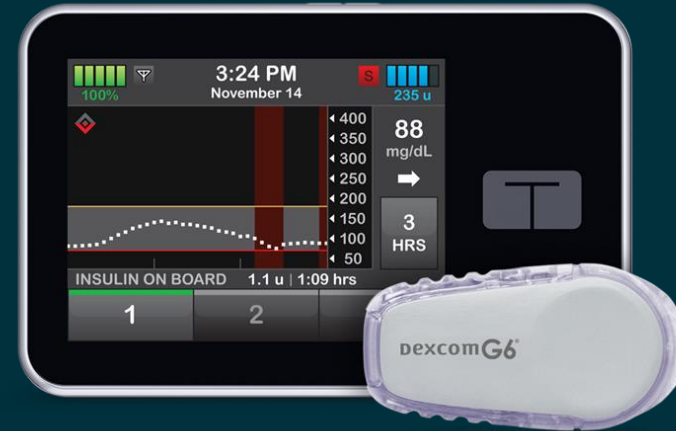 3:24 PM
S
100%
November 14
235 u
400
350
300
250
200
150
100
50
88
mg/dL
3
HRS
INSULIN ON BOARD 1.1 u | 1:09 hrs
1
2
T
Dexcom G6